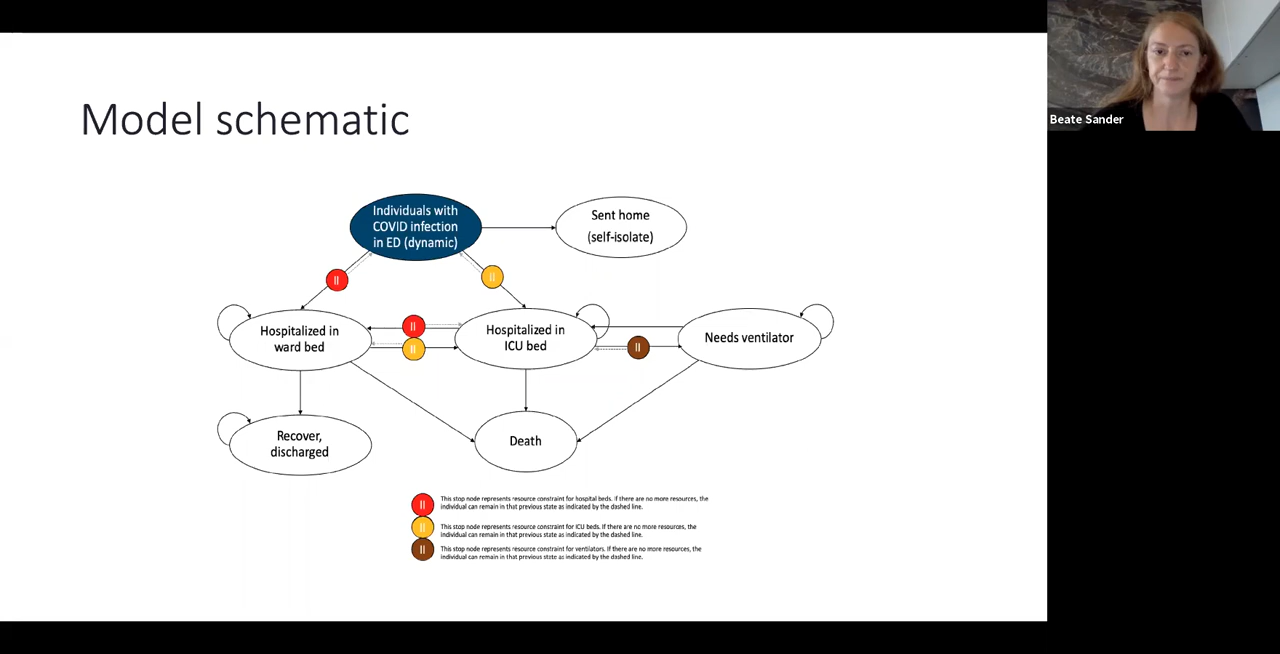 Beate Sander
Model schematic
Individuals with
COVID infection
in ED (dynamic)
Sent home
(self-isolate)
Hospitalized in
ward bed
Hospitalized in
ICU bed
Needs ventilator
Recover,
discharged
Death
This stop node represents resource constraint for hospital beds. If there are no more resources, the
individual can remain in that previous state as indicated by the dashed line.
This stop node represents resource constraint for ICU beds. If there are no more resources, the
individual can remain in that previous state as indicated by the dashed line.
This stop node represents resource constraint for ventilators. If there are no more resources, the
individual can remain in that previous state as indicated by the dashed line.